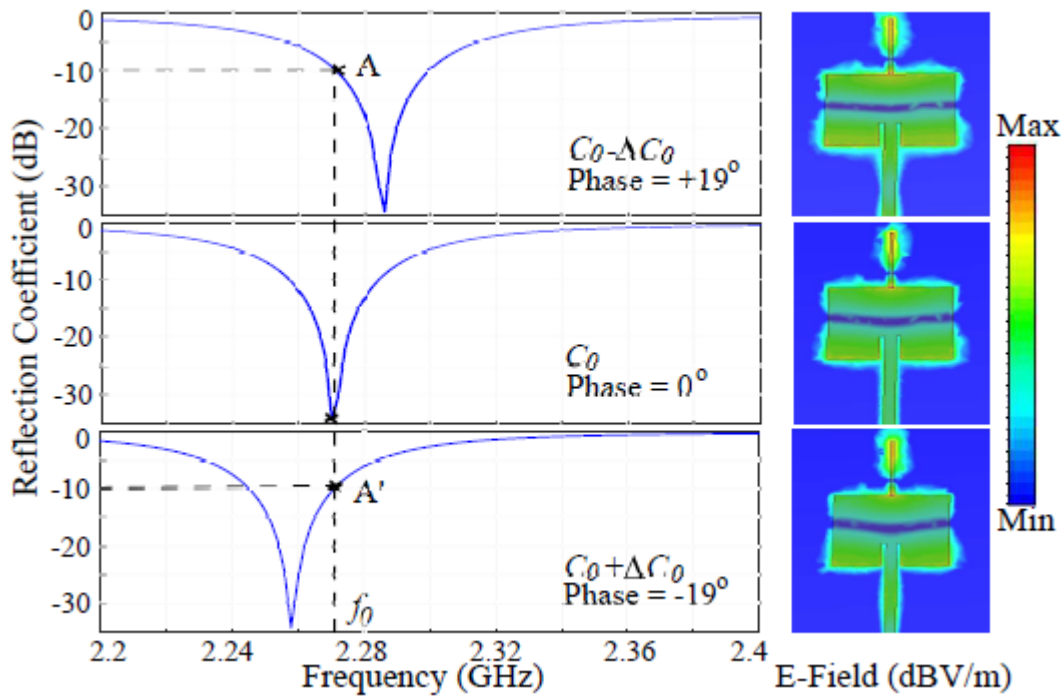 Reflection Coefficient (dB)
0
-10
-20
-30
A
C0-ΔC0
Phase = +19°
0
-10
-20
-30
C0
Phase = 0°
0
-10
-20
-30
A'
C0+ΔC0
Phase = -19°
f0
2.2
2.24
2.28
2.32
2.36
2.4
Frequency (GHz)
Max
Min
E-Field (dBV/m)